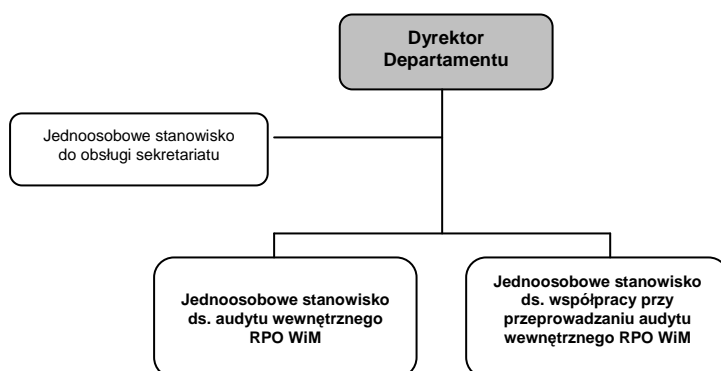 Dyrektor
Departamentu
Jednoosobowe stanowisko
do obsługi sekretariatu
Jednoosobowe stanowisko
ds. audytu wewnętrznego
RPO WiM
Jednoosobowe stanowisko
ds. współpracy przy
przeprowadzaniu audytu
wewnętrznego RPO WiM